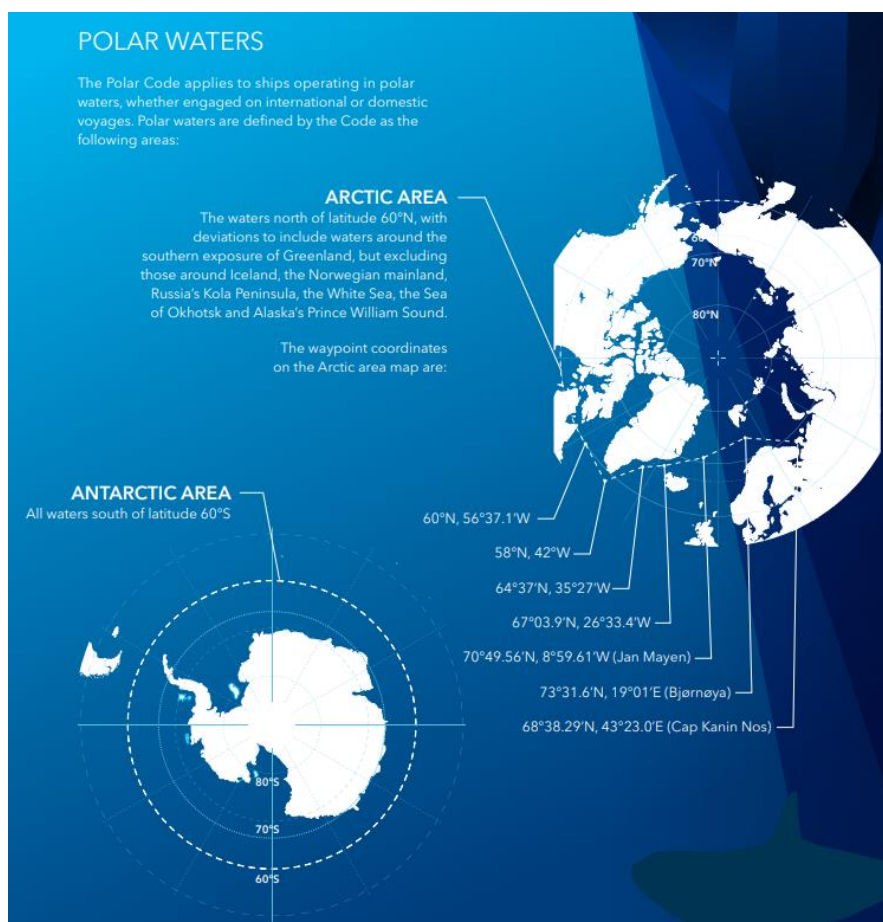 POLAR WATERS
The Polar Code applies to ships operating in polar
waters, whether engaged on international or domestic
voyages. Polar waters are defined by the Code as the
following areas:
ARCTIC AREA
The waters north of latitude 60°N, with
deviations to include waters around the
southern exposure of Greenland, but excluding
those around Iceland, the Norwegian mainland,
Russia's Kola Peninsula, the White Sea, the Sea
of Okhotsk and Alaska's Prince William Sound.
The waypoint coordinates
on the Arctic area map are:
70°N
80°N
ANTARCTIC AREA
All waters south of latitude 60°S
60°N, 56°37.1'W
58°N, 42°W
64°37'N, 35°27'W
67°03.9'N, 26°33.4'W
70°49.56'N, 8°59.61'W (Jan Mayen)
73°31.6'N, 19°01'E (Bjørnøya)
68°38.29'N, 43°23.0'E (Cap Kanin Nos)
80°S
70°S
60°S